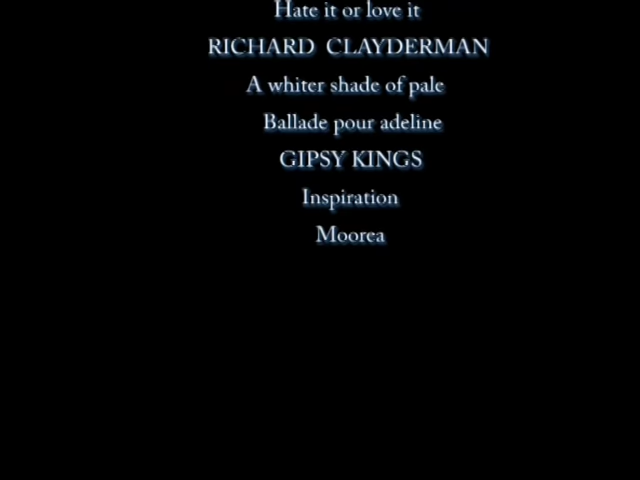 Hate it or love it
RICHARD CLAYDERMAN
A whiter shade of pale
Ballade pour adeline
GIPSY KINGS
Inspiration
Moorea